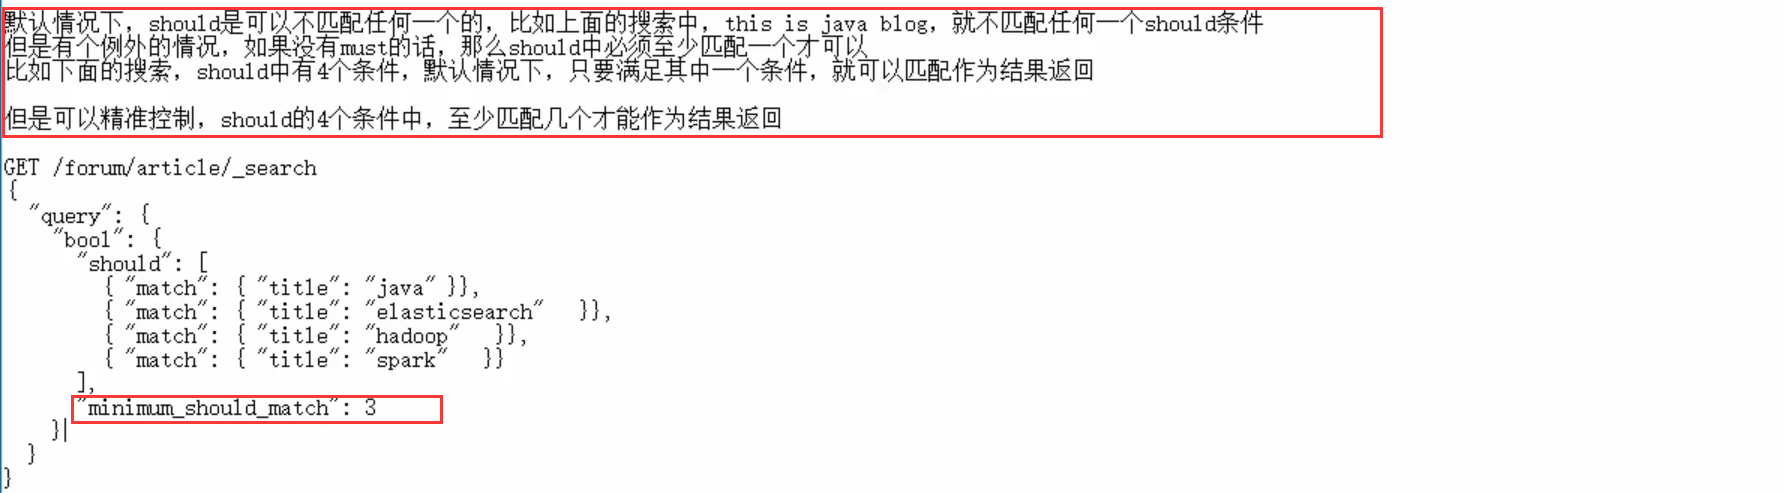 默认情况下，should是可以不匹配任何一个的，比如上面的搜索中，this is java blog，就不匹配任何一个should条件
但是有个例外的情况，如果没有must的话，那么should中必须至少匹配一个才可以
比如下面的搜索，should中有4个条件，默认情况下，只要满足其中一个条件，就可以匹配作为结果返回
但是可以精准控制，should的4个条件中，至少匹配几个才能作为结果返回
GET /forum/article/_search
{
  "query": {
    "bool": {
      "should": [
        { "match": { "title": "java" }},
        { "match": { "title": "elasticsearch"   }},
        { "match": { "title": "hadoop"   }},
        { "match": { "title": "spark"   }}
      ],
      "minimum_should_match": 3
    }
  }
}